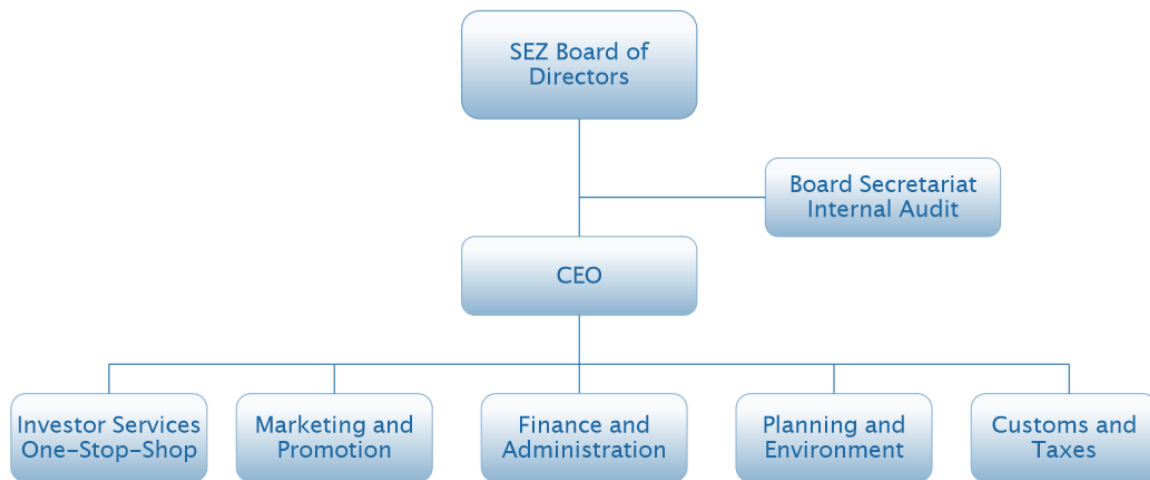 SEZ Board of
Directors
Board Secretariat
Internal Audit
CEO
Investor Services
One-Stop-Shop
Marketing and
Promotion
Finance and
Administration
Planning and
Environment
Customs and
Taxes